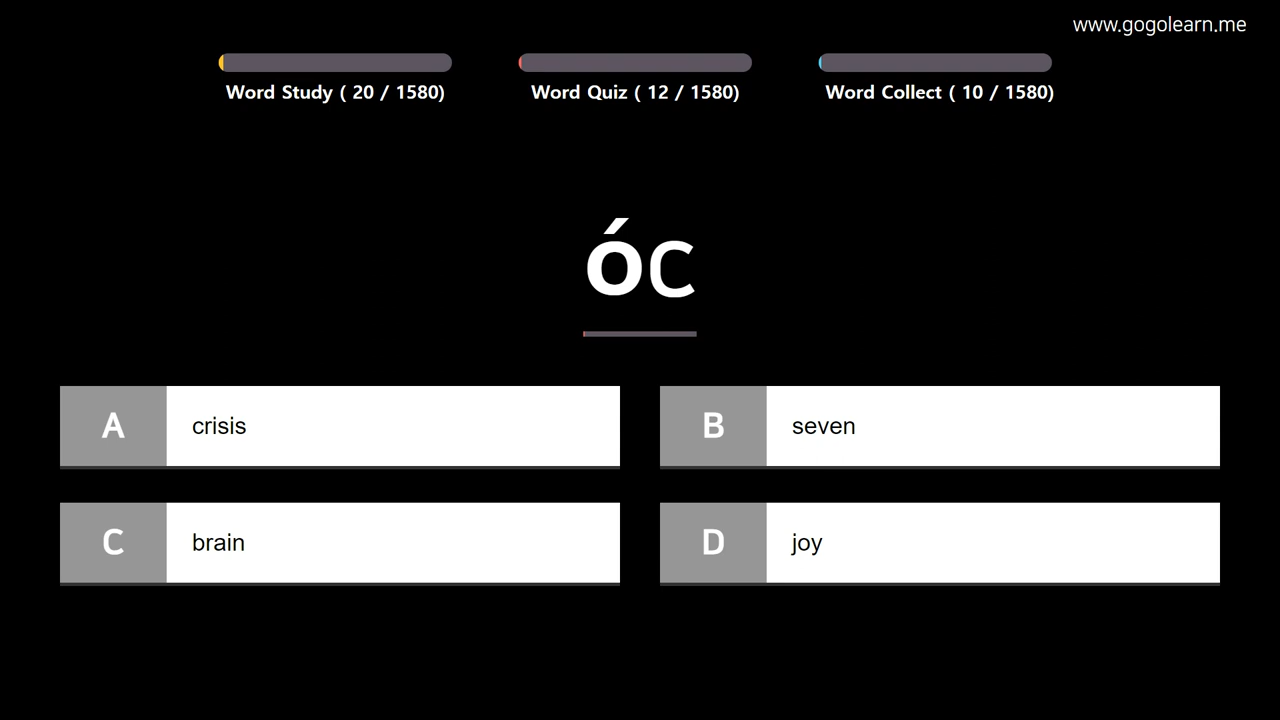 www.gogolearn.me
Word Study ( 20 / 1580)
Word Quiz ( 12 / 1580)
Word Collect ( 10 / 1580)
óc
A crisis
B seven
C brain
D joy